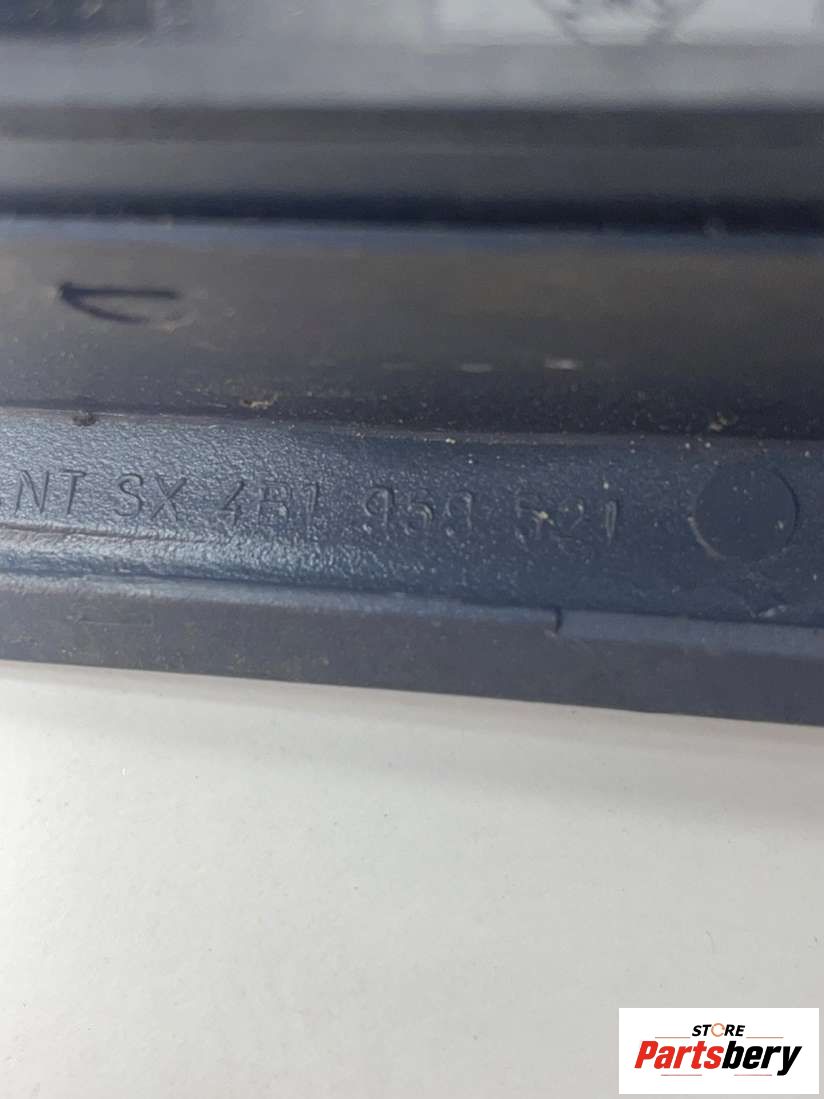 NT SX 4B1 959 521
STORE
Partsbery